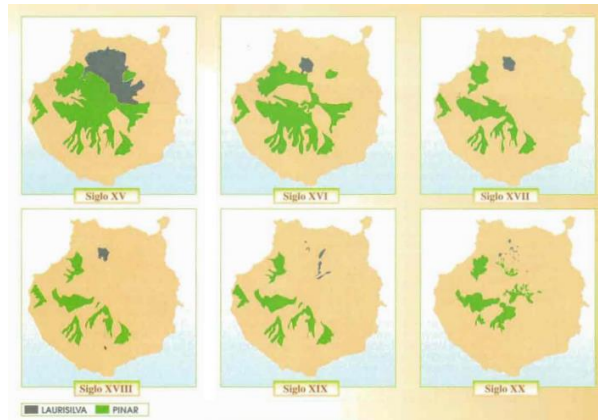 Siglo XV
Siglo XVI
Siglo XVII
Siglo XVIII
Siglo XIX
Siglo XX
LAURISILVA
PINAR